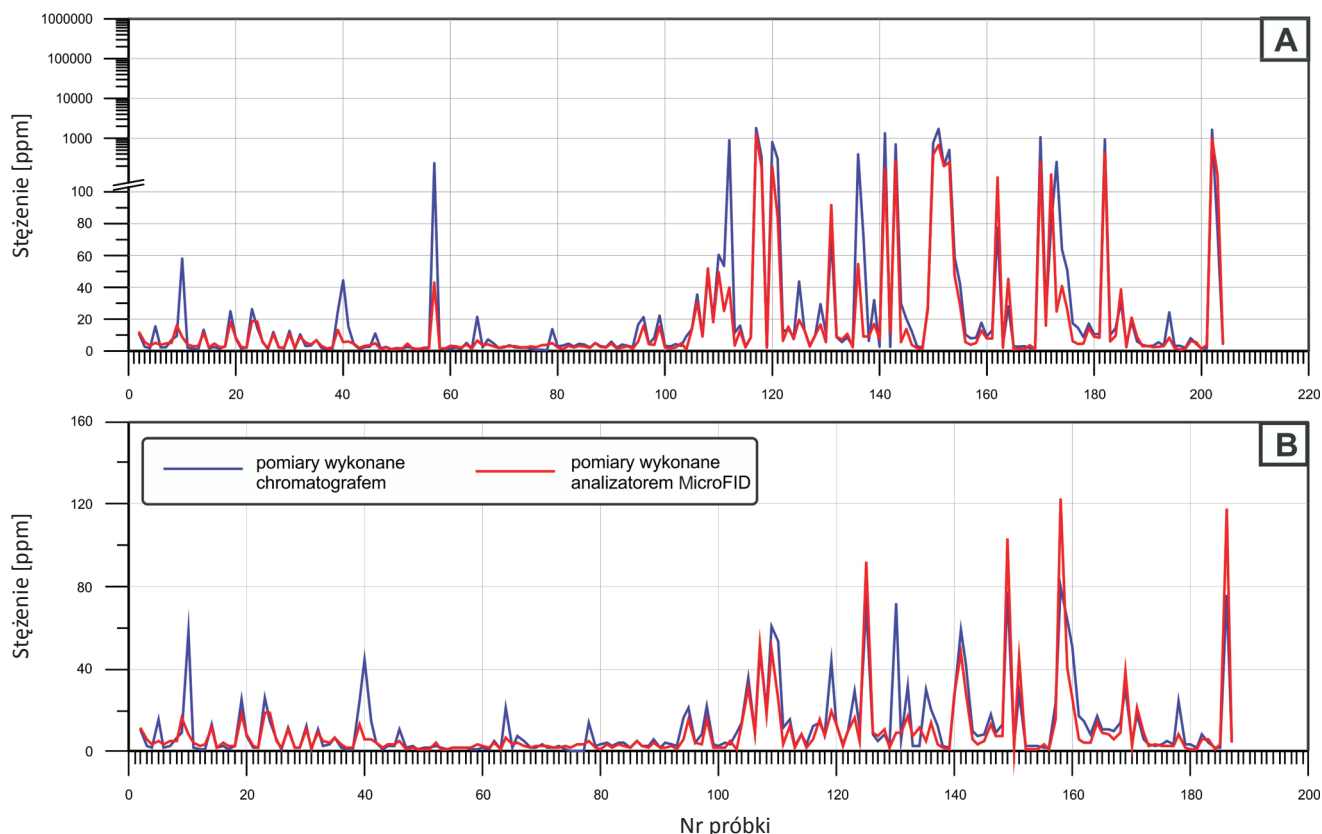 A
Stężenie [ppm]
1000000
100000
10000
1000
100
80
60
40
20
0
0 20 40 60 80 100 120 140 160 180 200 220
B
Stężenie [ppm]
160
120
80
40
0
pomiary wykonane
chromatografem
pomiary wykonane
analizatorem MicroFID
0 20 40 60 80 100 120 140 160 180 200
Nr próbki